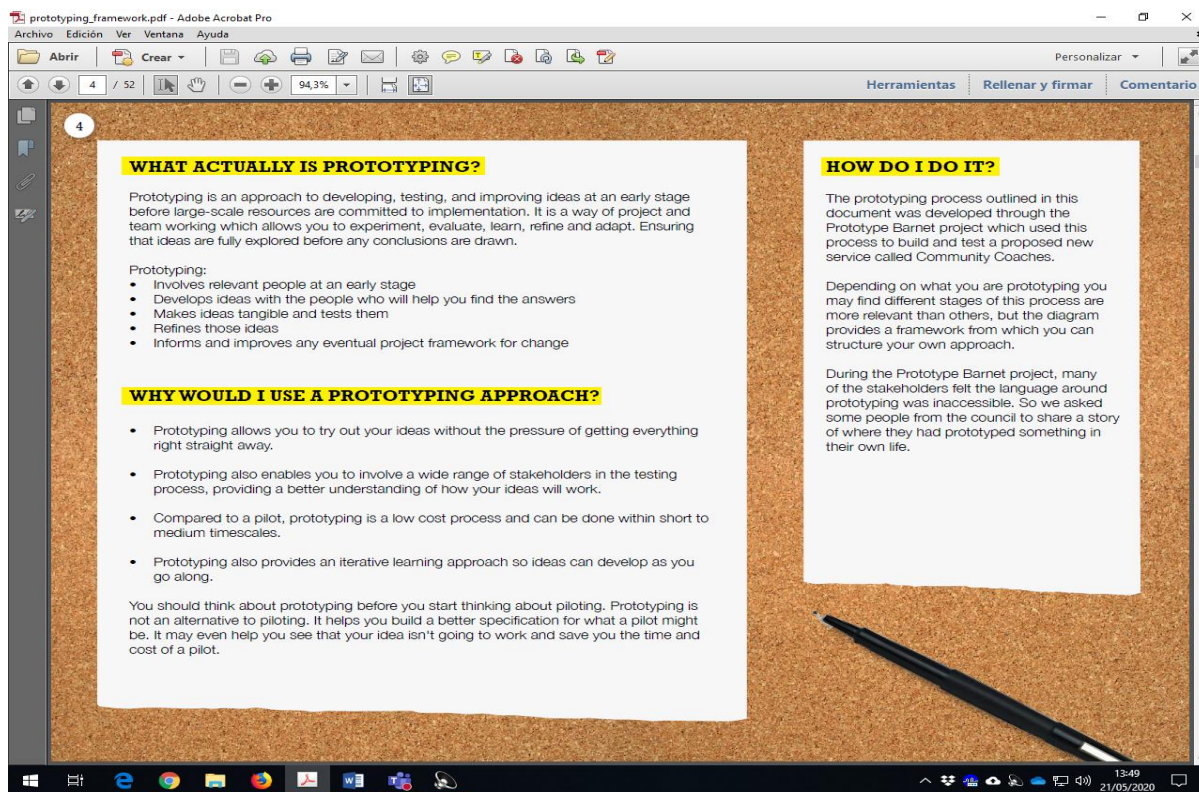 prototyping_framework.pdf - Adobe Acrobat Pro
Archivo Edición Ver Ventana Ayuda
Abrir Crear Personalizar
4 / 52 94,3% Herramientas Rellenar y firmar Comentario
4
WHAT ACTUALLY IS PROTOTYPING?
Prototyping is an approach to developing, testing, and improving ideas at an early stage
before large-scale resources are committed to implementation. It is a way of project and
team working which allows you to experiment, evaluate, learn, refine and adapt. Ensuring
that ideas are fully explored before any conclusions are drawn.
Prototyping:
• Involves relevant people at an early stage
• Develops ideas with the people who will help you find the answers
• Makes ideas tangible and tests them
• Refines those ideas
• Informs and improves any eventual project framework for change
WHY WOULD I USE A PROTOTYPING APPROACH?
• Prototyping allows you to try out your ideas without the pressure of getting everything
right straight away.
• Prototyping also enables you to involve a wide range of stakeholders in the testing
process, providing a better understanding of how your ideas will work.
• Compared to a pilot, prototyping is a low cost process and can be done within short to
medium timescales.
• Prototyping also provides an iterative learning approach so ideas can develop as you
go along.
You should think about prototyping before you start thinking about piloting. Prototyping is
not an alternative to piloting. It helps you build a better specification for what a pilot might
be. It may even help you see that your idea isn't going to work and save you the time and
cost of a pilot.
HOW DO I DO IT?
The prototyping process outlined in this
document was developed through the
Prototype Barnet project which used this
process to build and test a proposed new
service called Community Coaches.
Depending on what you are prototyping you
may find different stages of this process are
more relevant than others, but the diagram
provides a framework from which you can
structure your own approach.
During the Prototype Barnet project, many
of the stakeholders felt the language around
prototyping was inaccessible. So we asked
some people from the council to share a story
of where they had prototyped something in
their own life.
13:49
21/05/2020